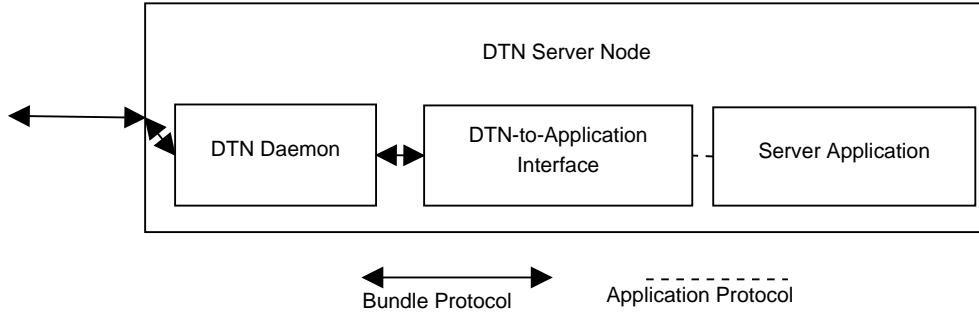 DTN Server Node
DTN Daemon
DTN-to-Application
Interface
Server Application
Bundle Protocol
Application Protocol